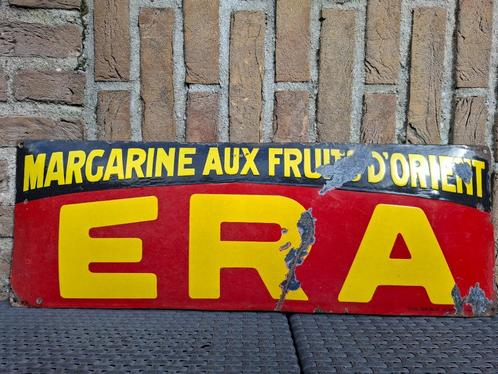 MARGARINE AUX FRUITS D'ORIENT
ERA